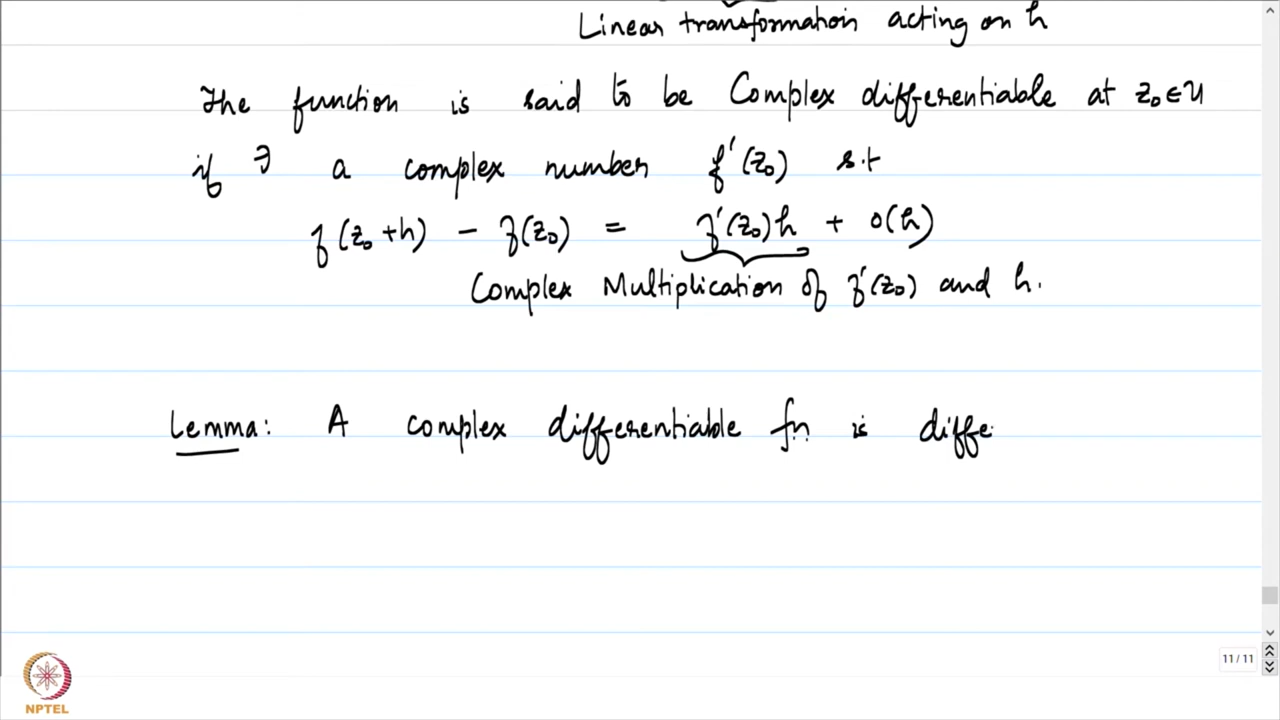 Linear transformation acting on h
The function is said to be Complex differentiable at z₀ ∈ U
if ∃ a complex number f'(z₀) s.t
f(z₀ + h) - f(z₀) = f'(z₀)h + o(h)
Complex Multiplication of f'(z₀) and h.
Lemma: A complex differentiable fn. is diffe
11 / 11
NPTEL